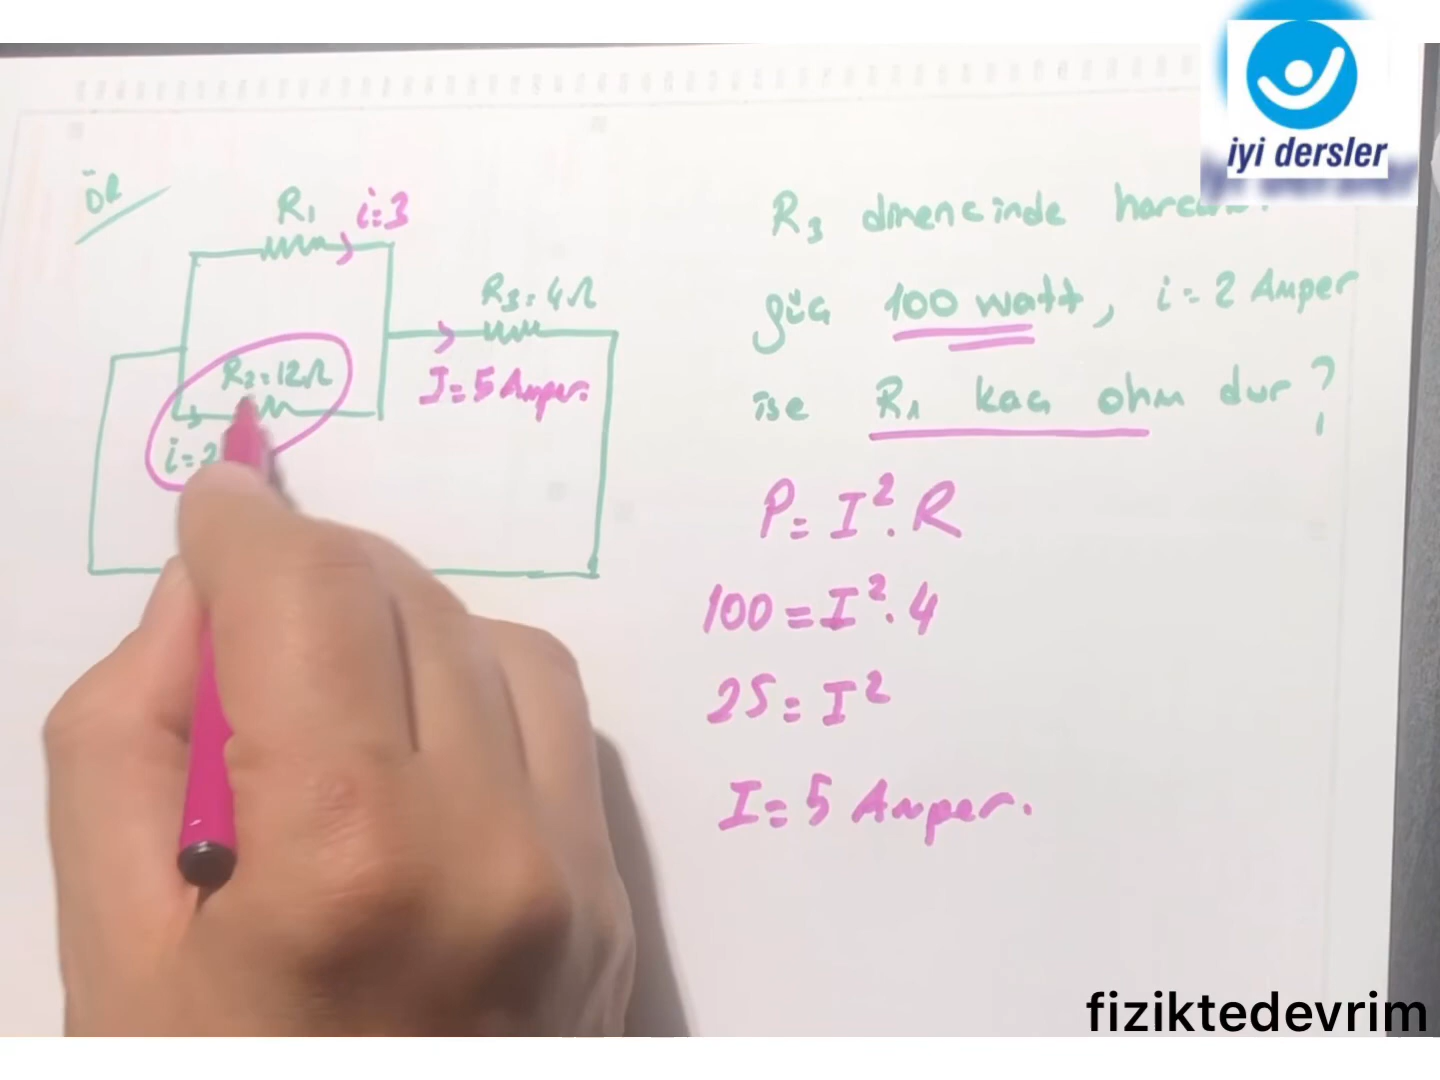 iyi dersler
ÖR
R₁ i=3
R₃=4Ω
R₂=12Ω
I=5 Amper.
i=2
R₃ direncinde
güç 100 watt, i=2 Amper
ise R₁ kaç ohm dur?
P=I².R
100=I².4
25=I²
I=5 Amper.
fiziktedevrim